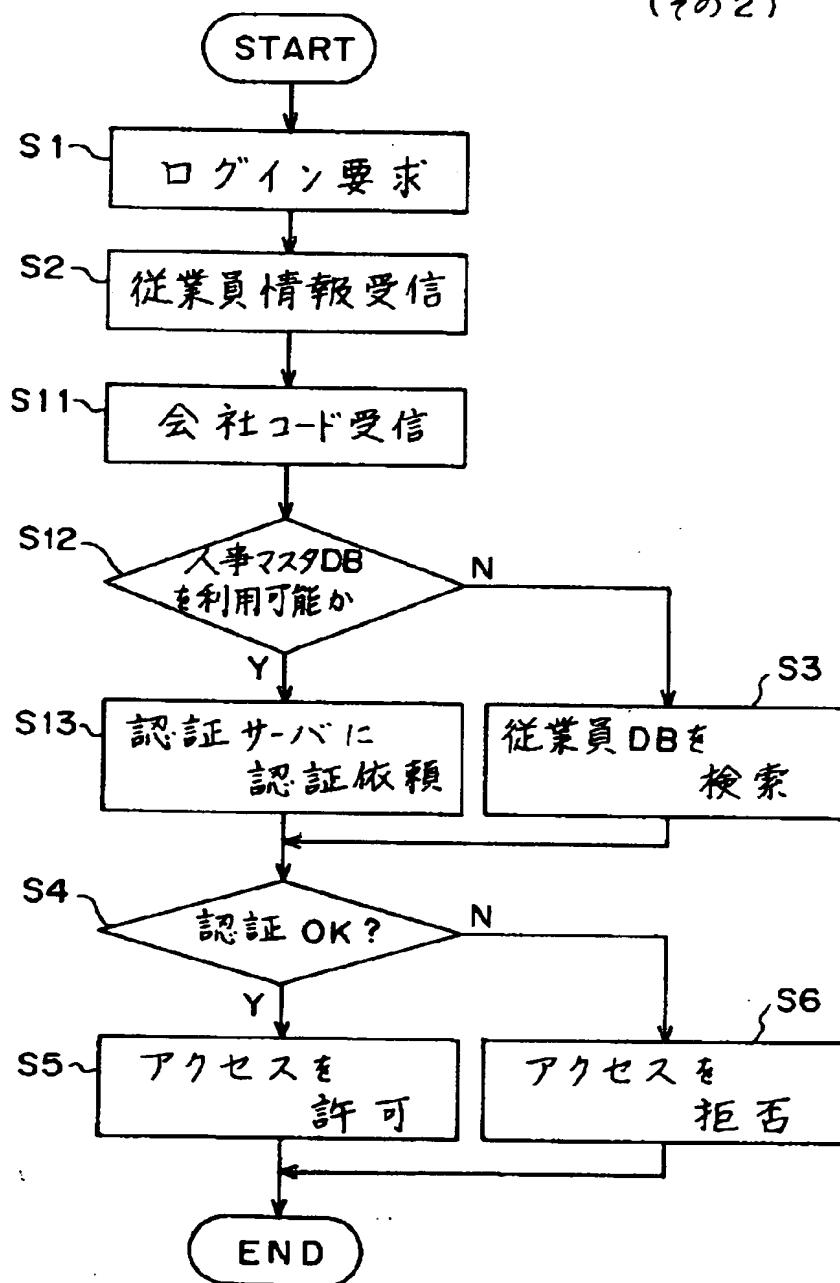 (その2)
START
S1
ログイン要求
S2
従業員情報受信
S11
会社コード受信
S12
人事マスタDB
を利用可能か
N
Y
S3
S13
認証サーバに
認証依頼
従業員DBを
検索
S4
認証OK?
N
Y
S6
S5
アクセスを
許可
アクセスを
拒否
END